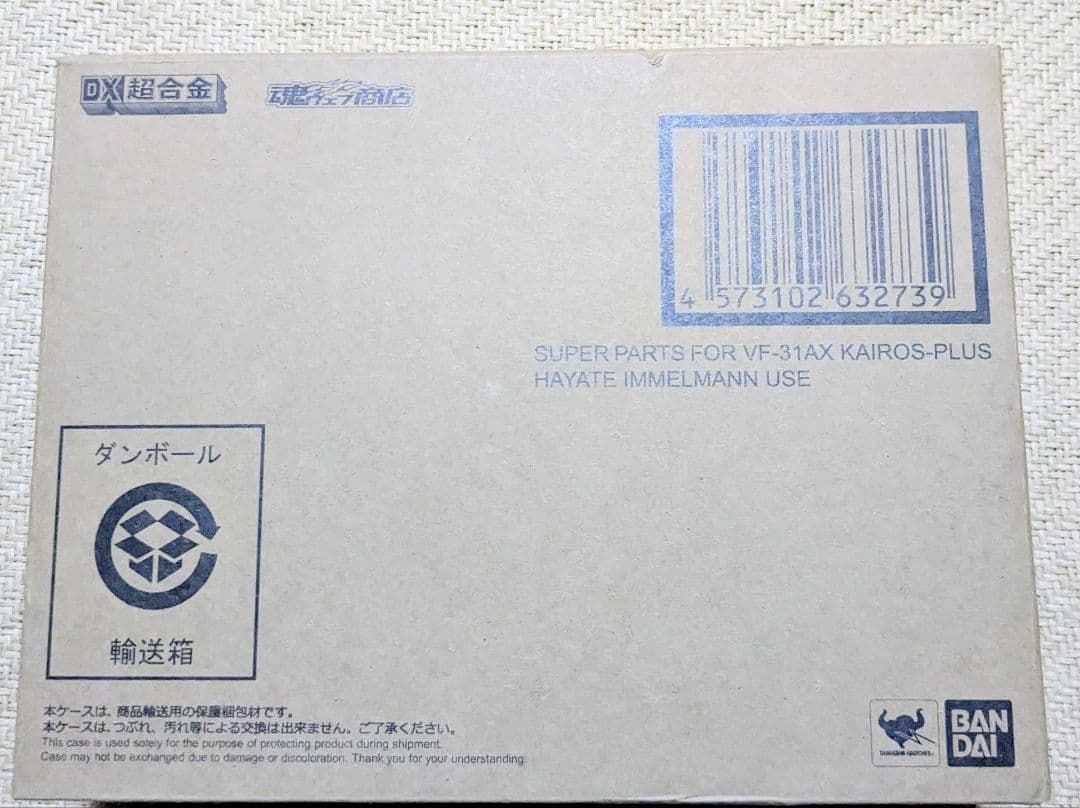 DX超合金
魂ウェブ商店
4 573102 632739
SUPER PARTS FOR VF-31AX KAIROS-PLUS
HAYATE IMMELMANN USE
ダンボール
輸送箱
本ケースは、商品輸送用の保護梱包材です。
本ケースは、つぶれ、汚れ等による交換は出来ません。ご了承ください。
This case is used solely for the purpose of protecting product during shipment.
Case may not be exchanged due to damage or discoloration. Thank you for your understanding.
TAMASHII NATIONS
BAN
DAI